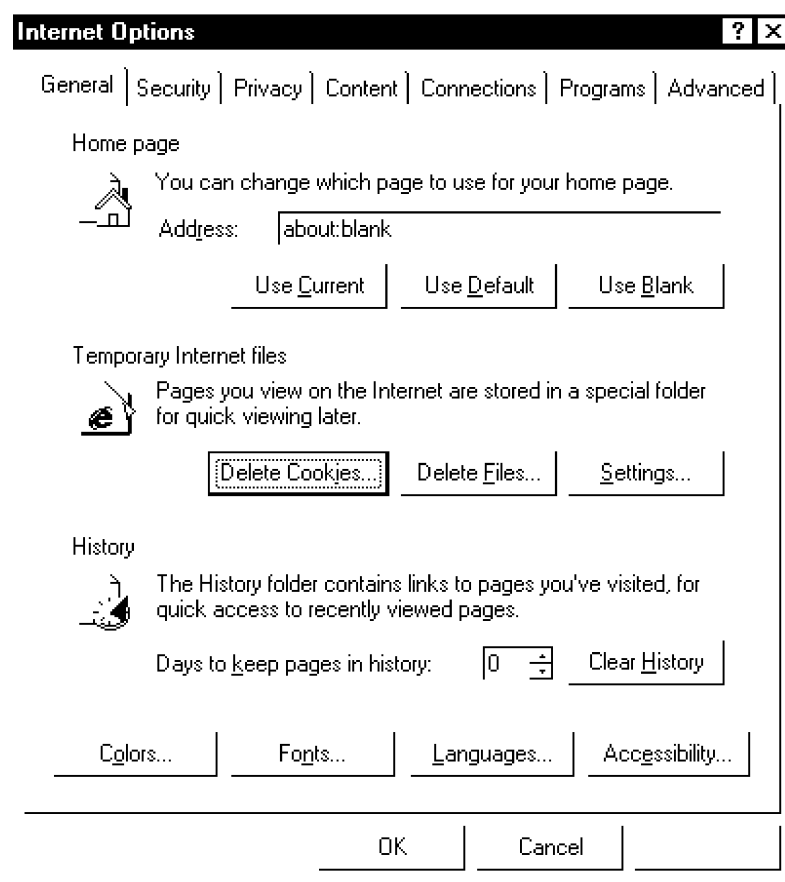 Internet Options
General Security Privacy Content Connections Programs Advanced
Home page
You can change which page to use for your home page.
Address: about:blank
Use Current Use Default Use Blank
Temporary Internet files
Pages you view on the Internet are stored in a special folder
for quick viewing later.
Delete Cookies... Delete Files... Settings...
History
The History folder contains links to pages you've visited, for
quick access to recently viewed pages.
Days to keep pages in history: 0 Clear History
Colors... Fonts... Languages... Accessibility...
OK Cancel